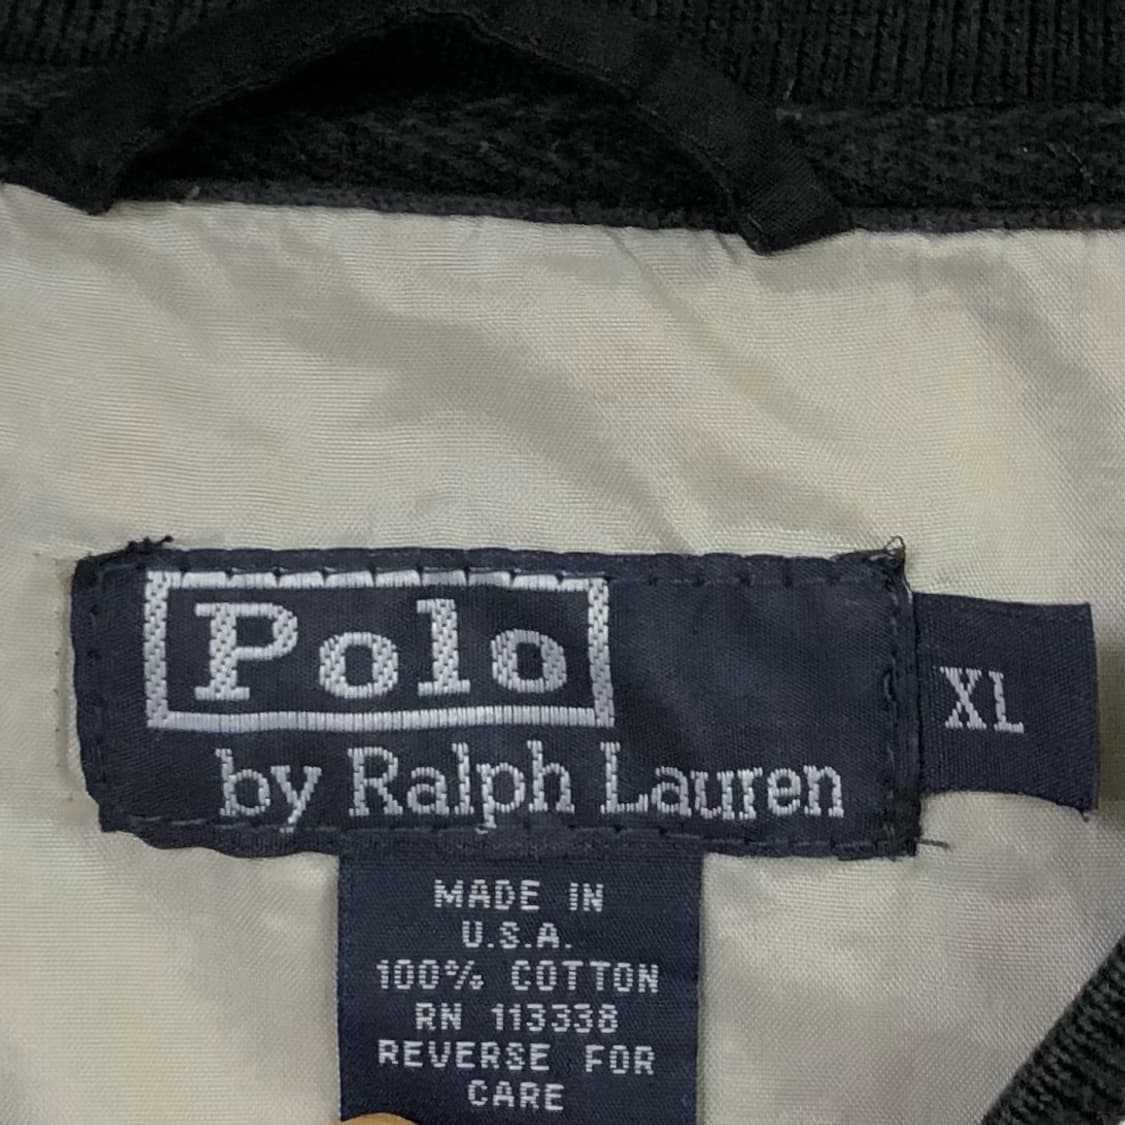 Polo
by Ralph Lauren
XL
MADE IN
U.S.A.
100% COTTON
RN 113338
REVERSE FOR
CARE